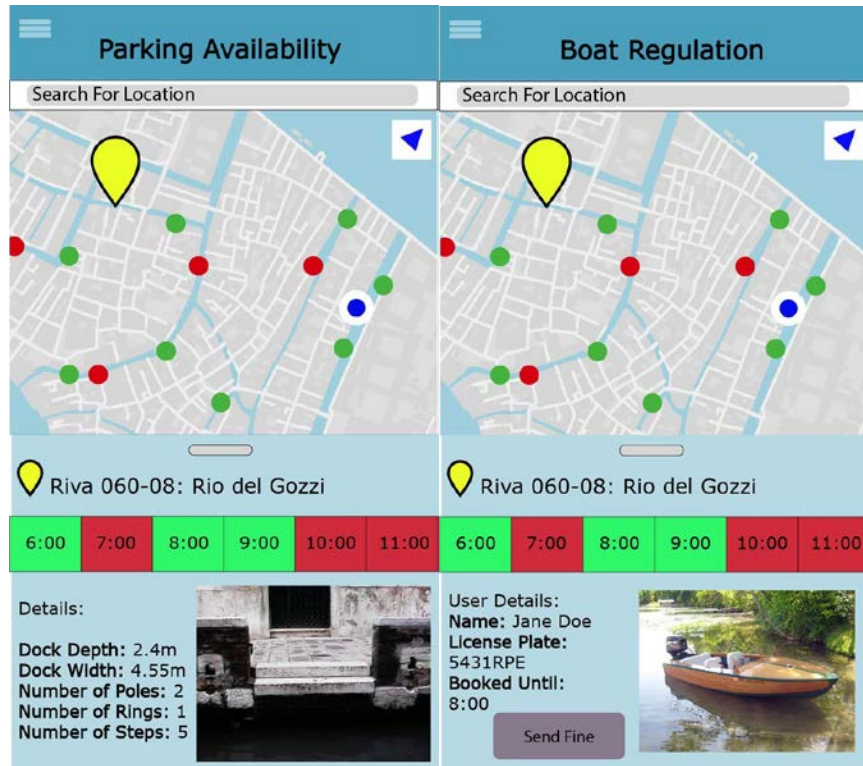 Parking Availability
Search For Location
Riva 060-08: Rio del Gozzi
6:00 7:00 8:00 9:00 10:00 11:00
Details:
Dock Depth: 2.4m
Dock Width: 4.55m
Number of Poles: 2
Number of Rings: 1
Number of Steps: 5
Boat Regulation
Search For Location
Riva 060-08: Rio del Gozzi
6:00 7:00 8:00 9:00 10:00 11:00
User Details:
Name: Jane Doe
License Plate:
5431RPE
Booked Until:
8:00
Send Fine